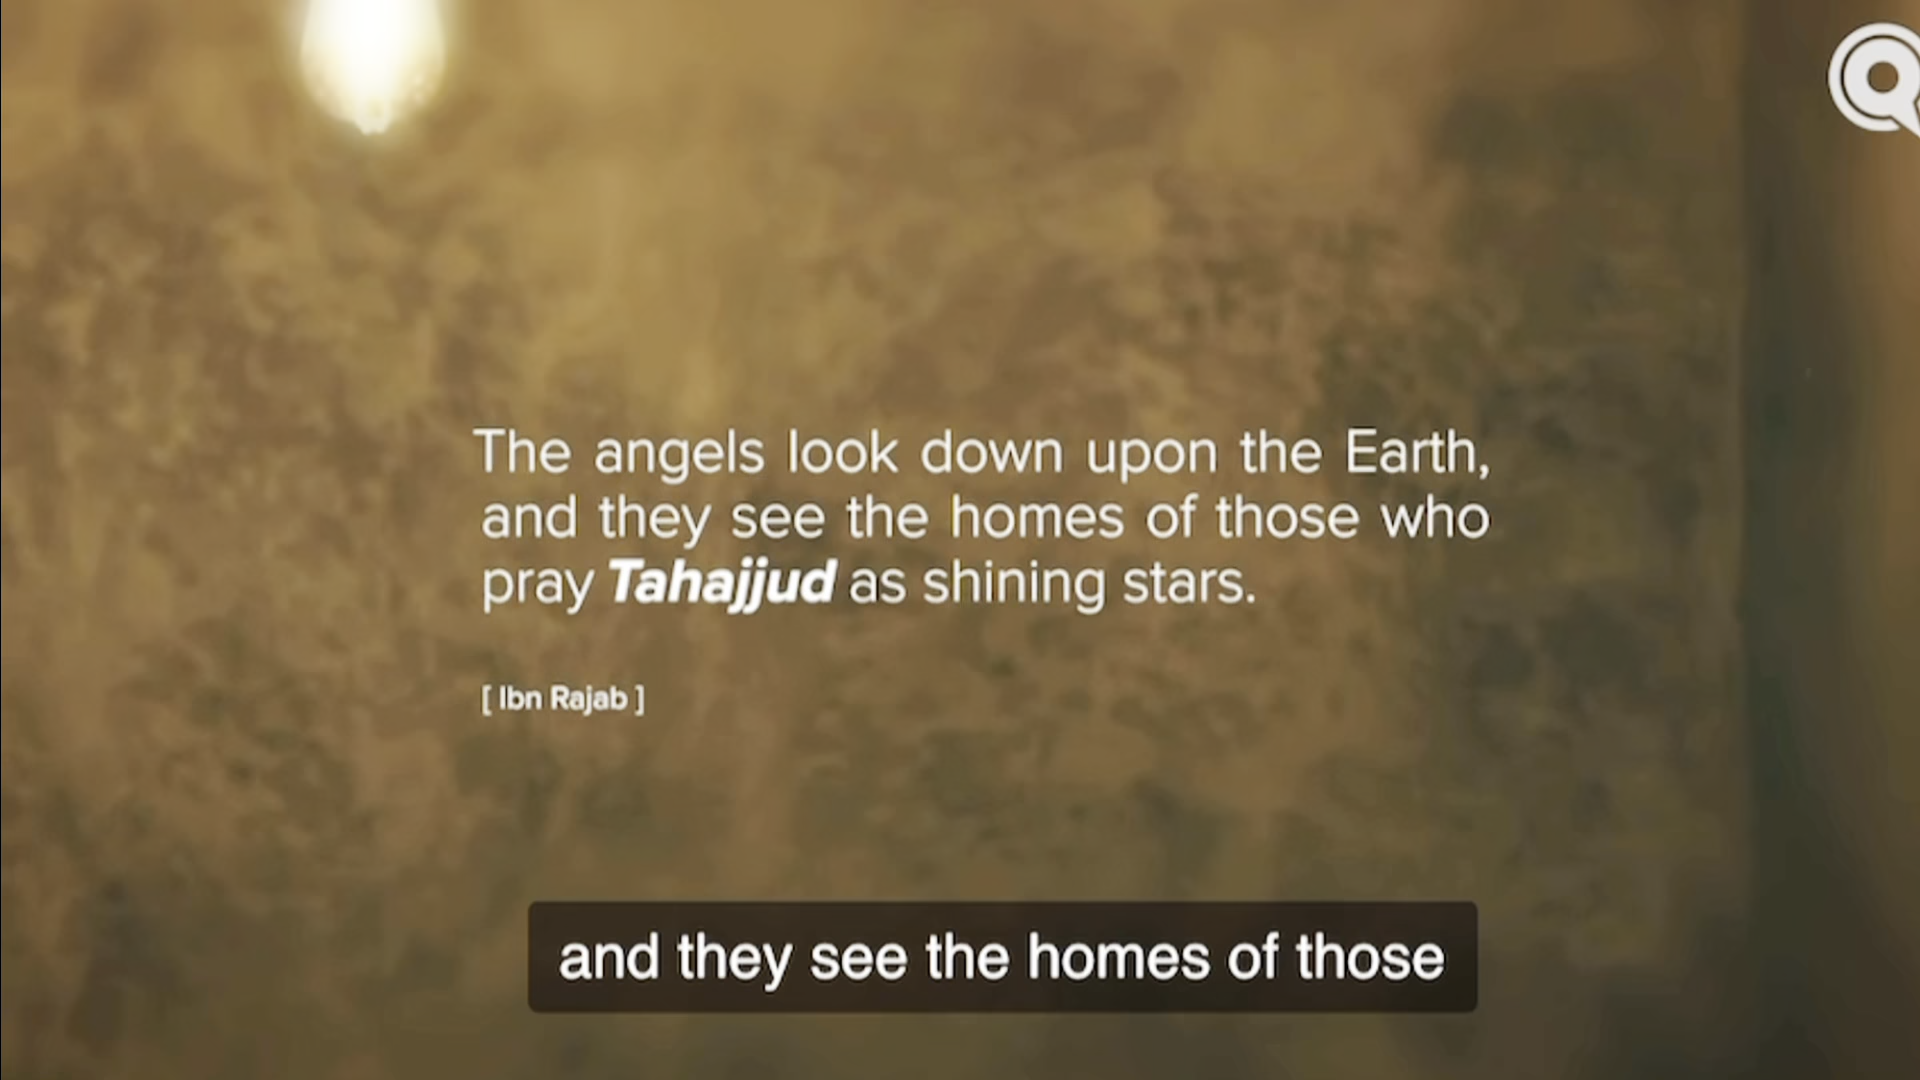 The angels look down upon the Earth,
and they see the homes of those who
pray Tahajjud as shining stars.
[ Ibn Rajab ]
and they see the homes of those